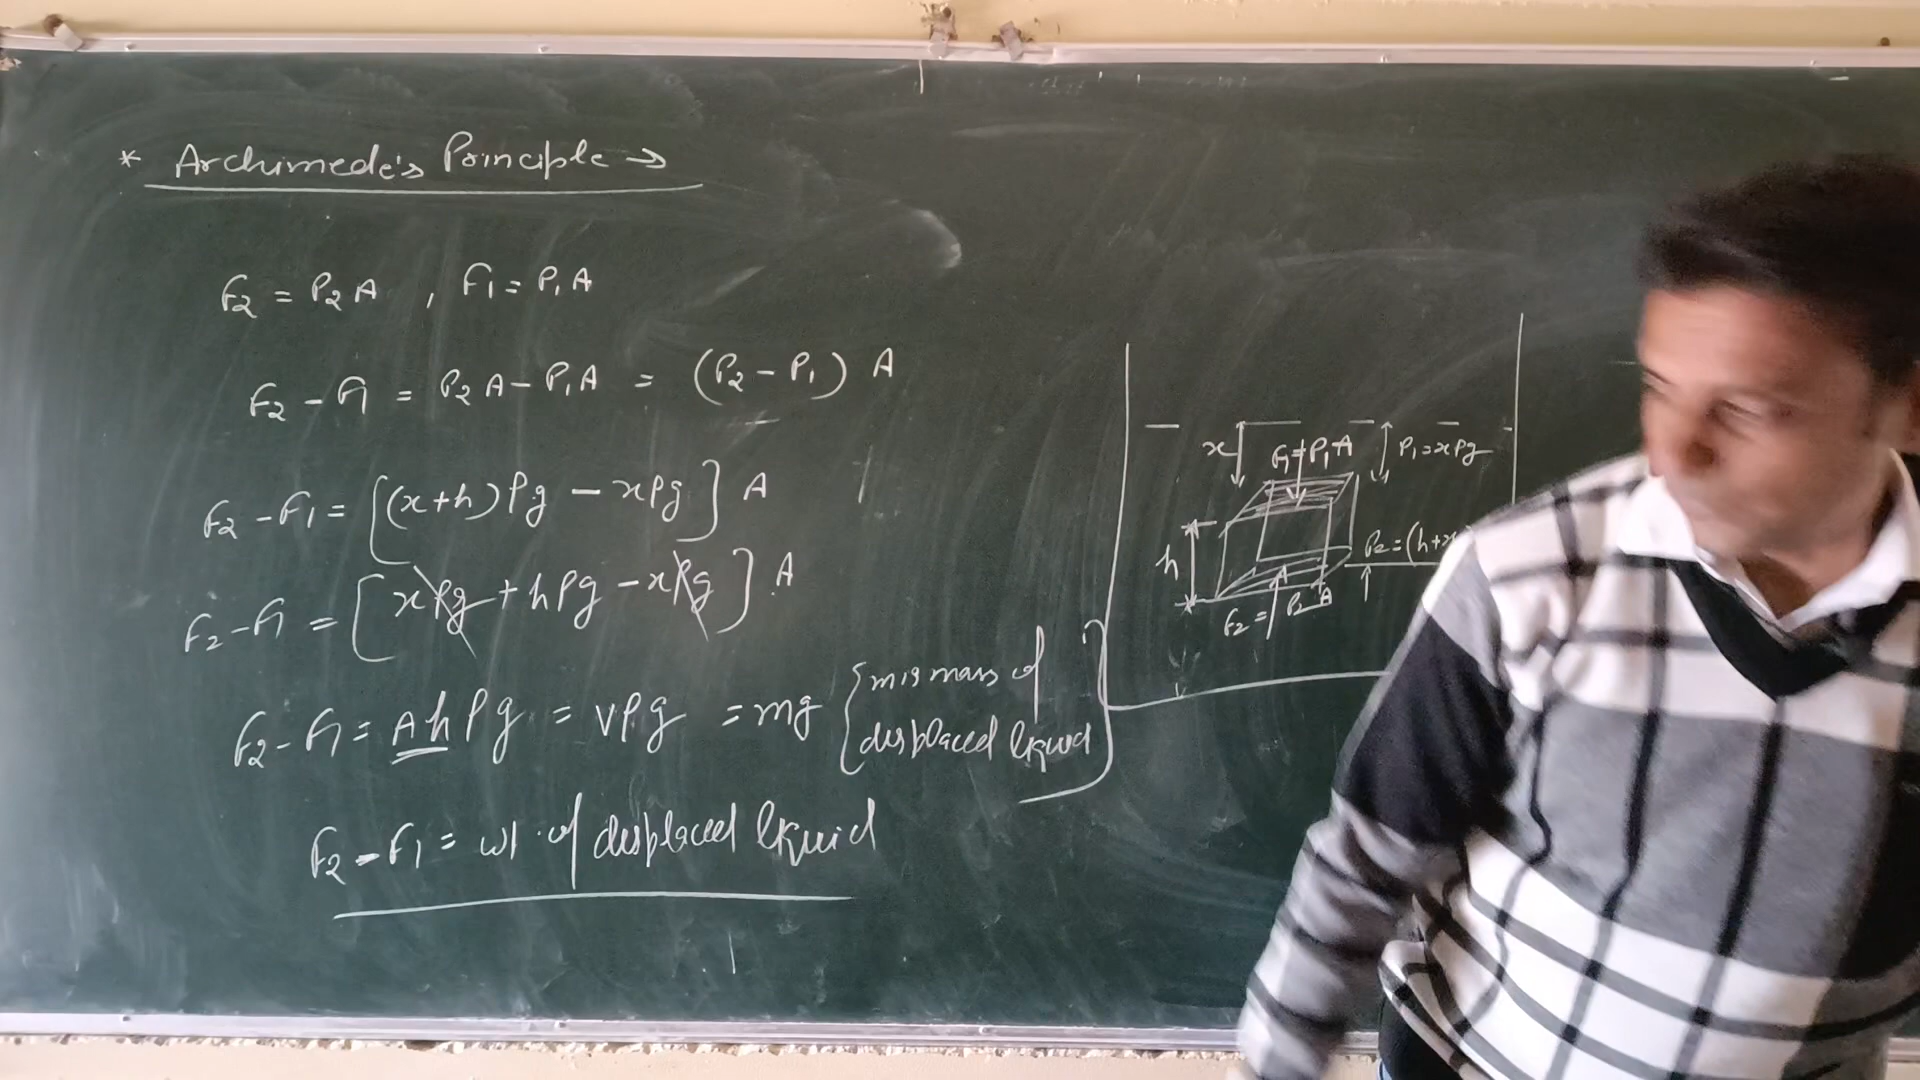 * Archimede's Principle →
F2 = P2 A , F1 = P1 A
F2 - F1 = P2 A - P1 A = (P2 - P1) A
F2 - F1 = [(x+h)ρg - xρg] A
F2 - F1 = [xρg + hρg - xρg] A
F2 - F1 = Ahρg = vρg = mg {m is mass of
displaced liquid}
F2 - F1 = wt. of displaced liquid
x
F1 = P1 A
P1 = xρg
h
P2 = (h+x
F2 = P2 A